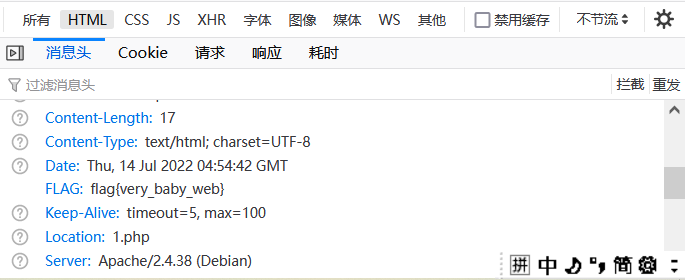 所有 HTML CSS JS XHR 字体 图像 媒体 WS 其他 禁用缓存 不节流
消息头 Cookie 请求 响应 耗时
过滤消息头 拦截 重发
Content-Length: 17
Content-Type: text/html; charset=UTF-8
Date: Thu, 14 Jul 2022 04:54:42 GMT
FLAG: flag{very_baby_web}
Keep-Alive: timeout=5, max=100
Location: 1.php
Server: Apache/2.4.38 (Debian)
拼 中 简